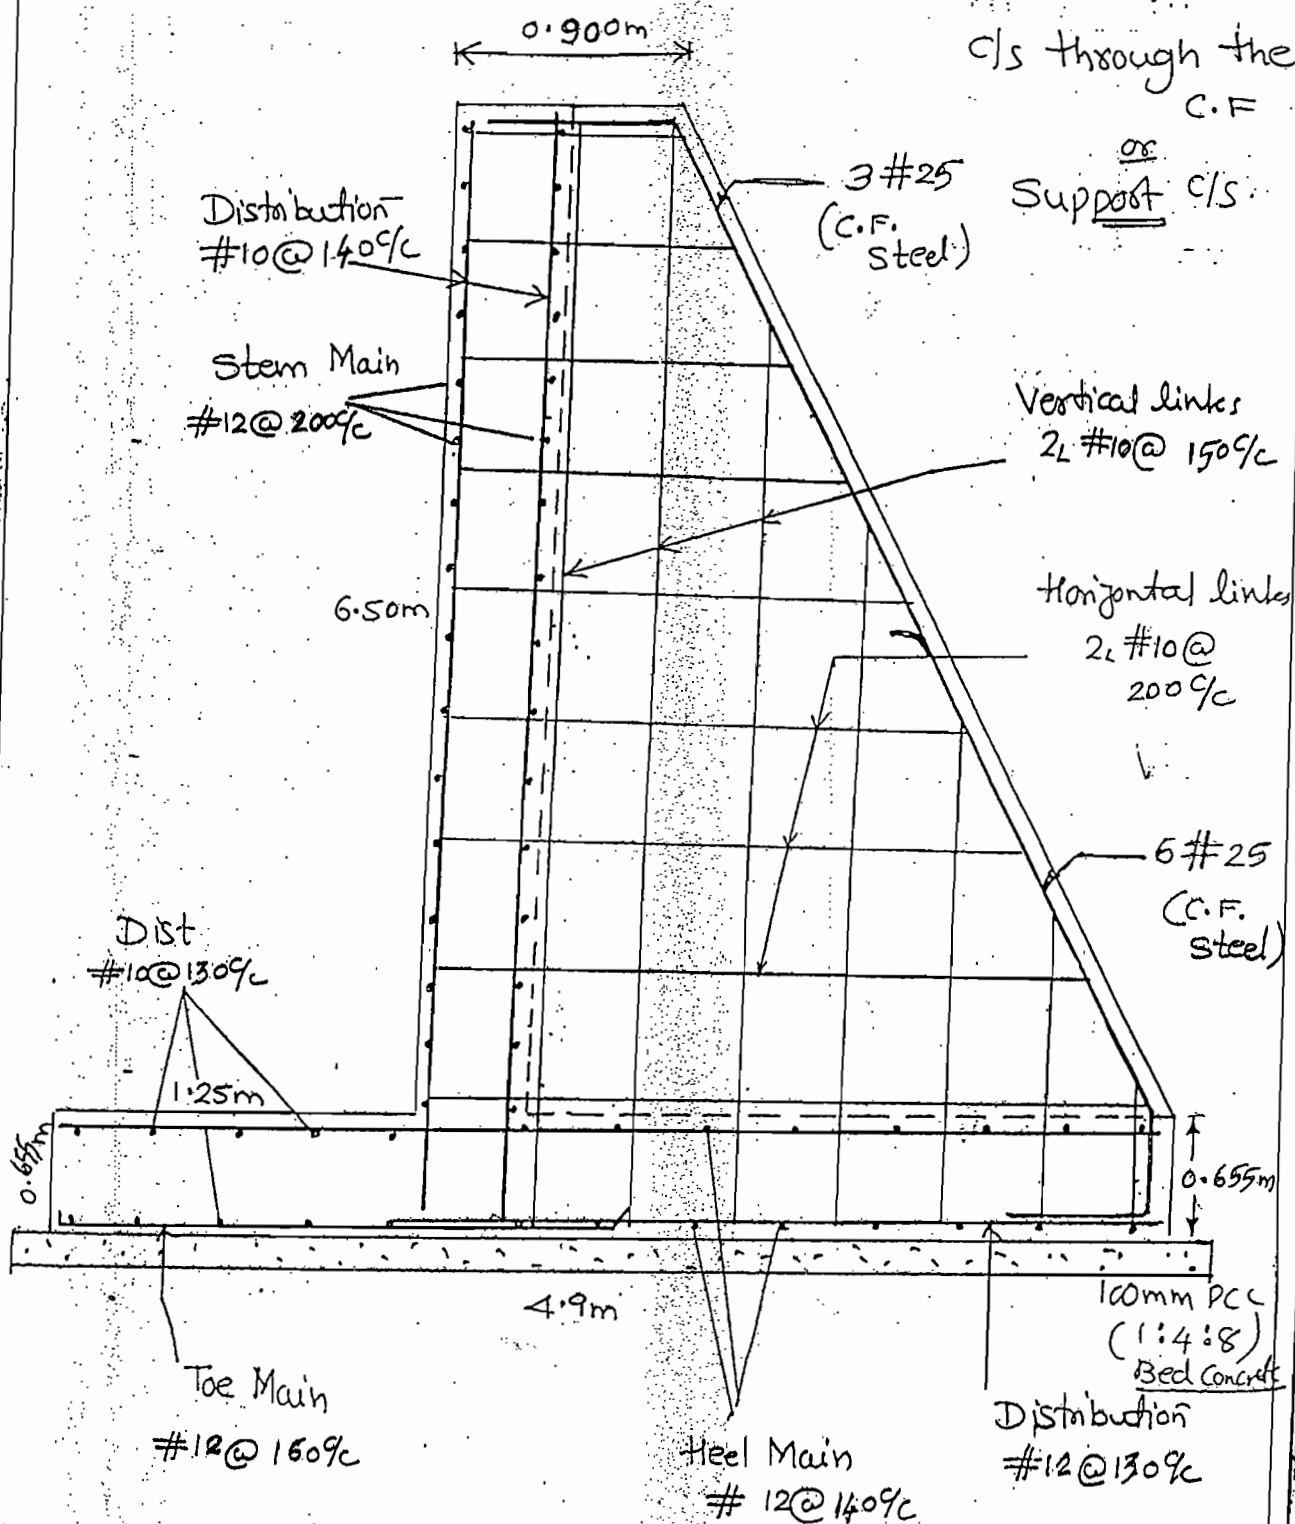 0.900m
c/s through the
C.F
or
Support c/s.
3 #25
(C.F.
Steel)
Distribution
#10@140c/c
Stem Main
#12@200c/c
Vertical links
2L #10@ 150c/c
6.50m
Horizontal links
2L #10@
200c/c
6 #25
(C.F.
Steel)
Dist
#10@130c/c
1.25m
0.655m
0.655m
4.9m
100mm PCC
(1:4:8)
Bed Concrete
Toe Main
#12@ 160c/c
Heel Main
# 12@140c/c
Distribution
#12@130c/c